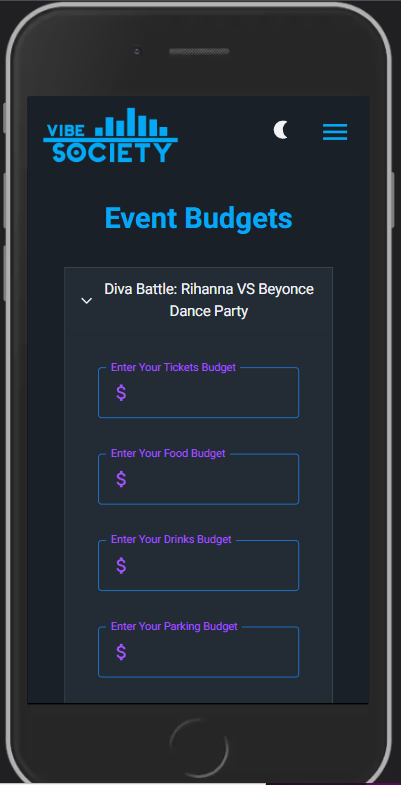 VIBE
SOCIETY
Event Budgets
Diva Battle: Rihanna VS Beyonce
Dance Party
Enter Your Tickets Budget
$
Enter Your Food Budget
$
Enter Your Drinks Budget
$
Enter Your Parking Budget
$